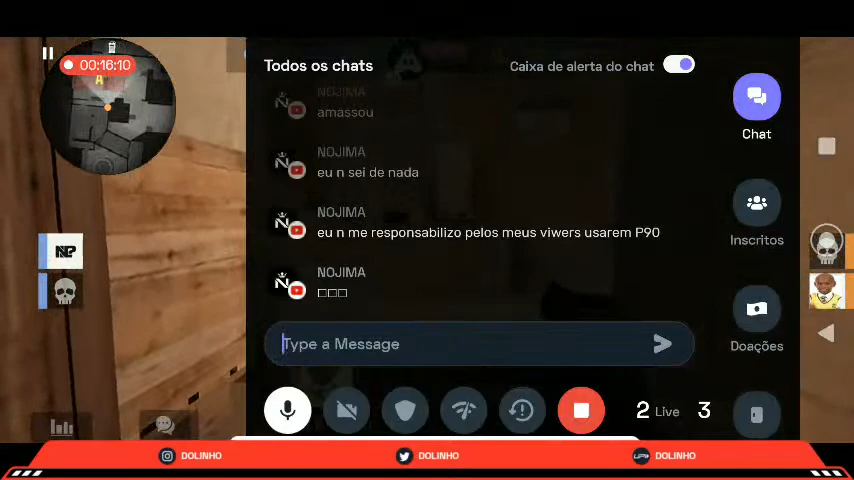 00:16:10
A
Todos os chats
Caixa de alerta do chat
NOJIMA
amassou
NOJIMA
eu n sei de nada
NOJIMA
eu n me responsabilizo pelos meus viwers usarem P90
NOJIMA
□□□
Type a Message
Chat
Inscritos
Doações
2 Live 3
NP
DOLINHO
DOLINHO
DOLINHO